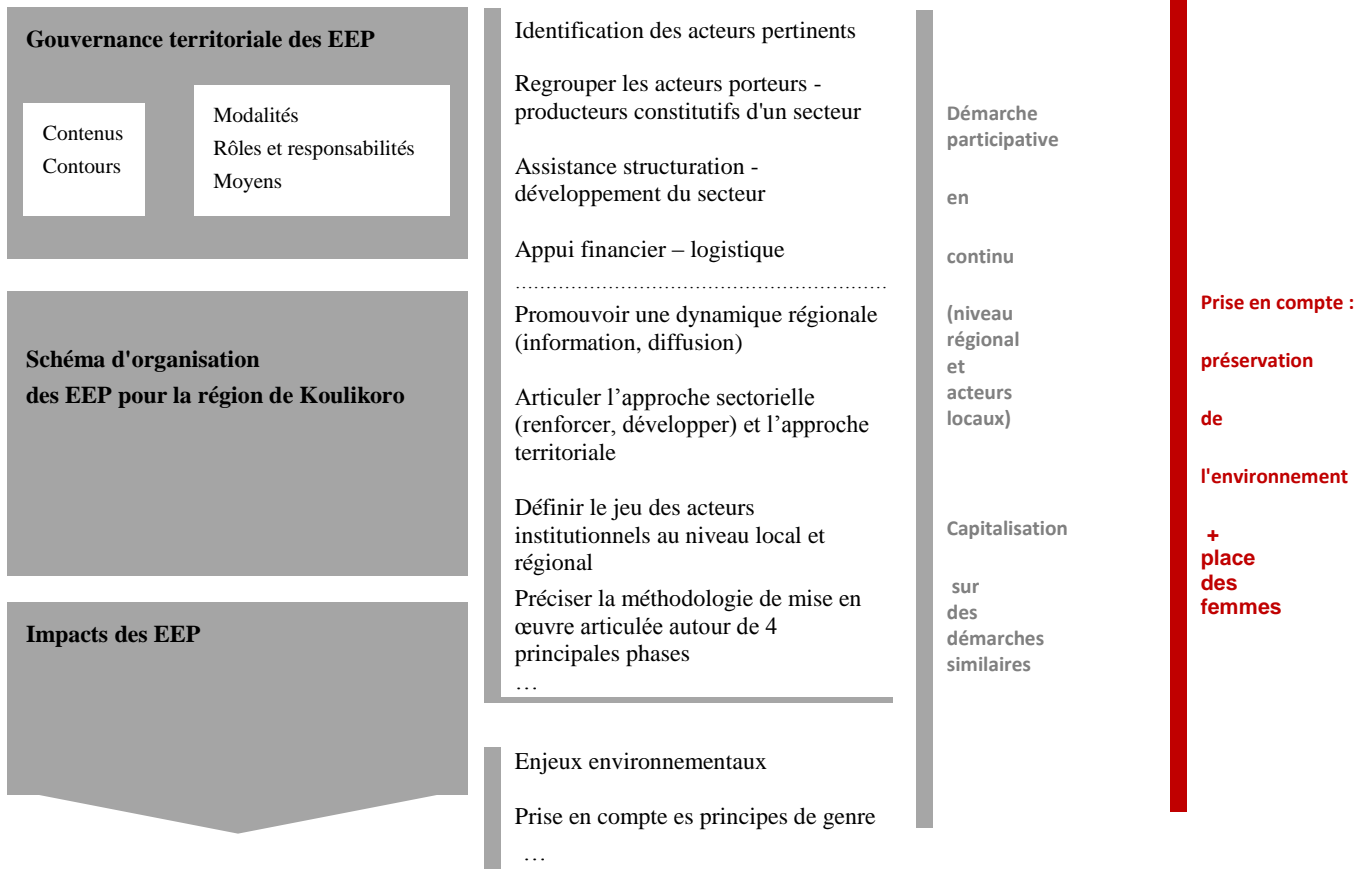 Gouvernance territoriale des EEP
Contenus
Contours
Modalités
Rôles et responsabilités
Moyens
Schéma d'organisation
des EEP pour la région de Koulikoro
Impacts des EEP
Identification des acteurs pertinents
Regrouper les acteurs porteurs -
producteurs constitutifs d'un secteur
Assistance structuration -
développement du secteur
Appui financier – logistique
……………………………………………………
Promouvoir une dynamique régionale
(information, diffusion)
Articuler l’approche sectorielle
(renforcer, développer) et l’approche
territoriale
Définir le jeu des acteurs
institutionnels au niveau local et
régional
Préciser la méthodologie de mise en
œuvre articulée autour de 4
principales phases
…
Enjeux environnementaux
Prise en compte es principes de genre
…
Démarche
participative
en
continu
(niveau
régional
et
acteurs
locaux)
Capitalisation
sur
des
démarches
similaires
Prise en compte :
préservation
de
l'environnement
+
place
des
femmes